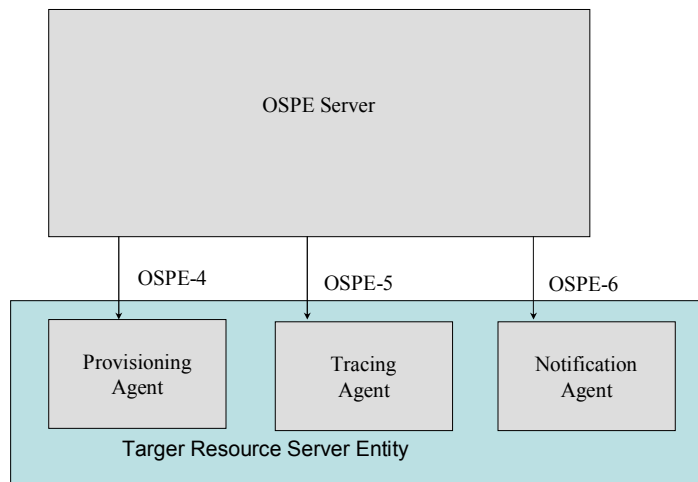 OSPE Server
OSPE-4
OSPE-5
OSPE-6
Provisioning
Agent
Tracing
Agent
Notification
Agent
Targer Resource Server Entity